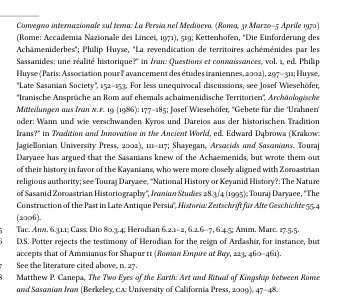 Convegno internazionale sul tema: La Persia nel Medioevo. (Roma, 31 Marzo–5 Aprile 1970)
(Rome: Accademia Nazionale dei Lincei, 1971), 519; Kettenhofen, "Die Einforderung des
Achämenidenerbes"; Philip Huyse, "La revendication de territoires achéménides par les
Sassanides: une réalité historique?" in Iran: Questions et connaissances, vol. 1, ed. Philip
Huyse (Paris: Association pour l'avancement des études iraniennes, 2002), 297–311; Huyse,
"Late Sasanian Society", 152–153. For less unequivocal discussions, see Josef Wiesehöfer,
"Iranische Ansprüche an Rom auf ehemals achaimenidische Territorien", Archäologische
Mitteilungen aus Iran N.F. 19 (1986): 177–185; Josef Wiesehöfer, "Gebete für die 'Urahnen'
oder: Wann und wie verschwanden Kyros und Dareios aus der historischen Tradition
Irans?" in Tradition and Innovation in the Ancient World, ed. Edward Dąbrowa (Krakow:
Jagiellonian University Press, 2002), 111–117; Shayegan, Arsacids and Sasanians. Touraj
Daryaee has argued that the Sasanians knew of the Achaemenids, but wrote them out
of their history in favor of the Kayanians, who were more closely aligned with Zoroastrian
religious authority; see Touraj Daryaee, "National History or Keyanid History?: The Nature
of Sasanid Zoroastrian Historiography", Iranian Studies 28.3/4 (1995); Touraj Daryaee, "The
Construction of the Past in Late Antique Persia", Historia: Zeitschrift für Alte Geschichte 55.4
(2006).
Tac. Ann. 6.31.1; Cass. Dio 80.3.4; Herodian 6.2.1–2, 6.2.6–7, 6.4.5; Amm. Marc. 17.5.5.
D.S. Potter rejects the testimony of Herodian for the reign of Ardashir, for instance, but
accepts that of Ammianus for Shapur II (Roman Empire at Bay, 223, 460–461).
See the literature cited above, n. 27.
Matthew P. Canepa, The Two Eyes of the Earth: Art and Ritual of Kingship between Rome
and Sasanian Iran (Berkeley, CA: University of California Press, 2009), 47–48.